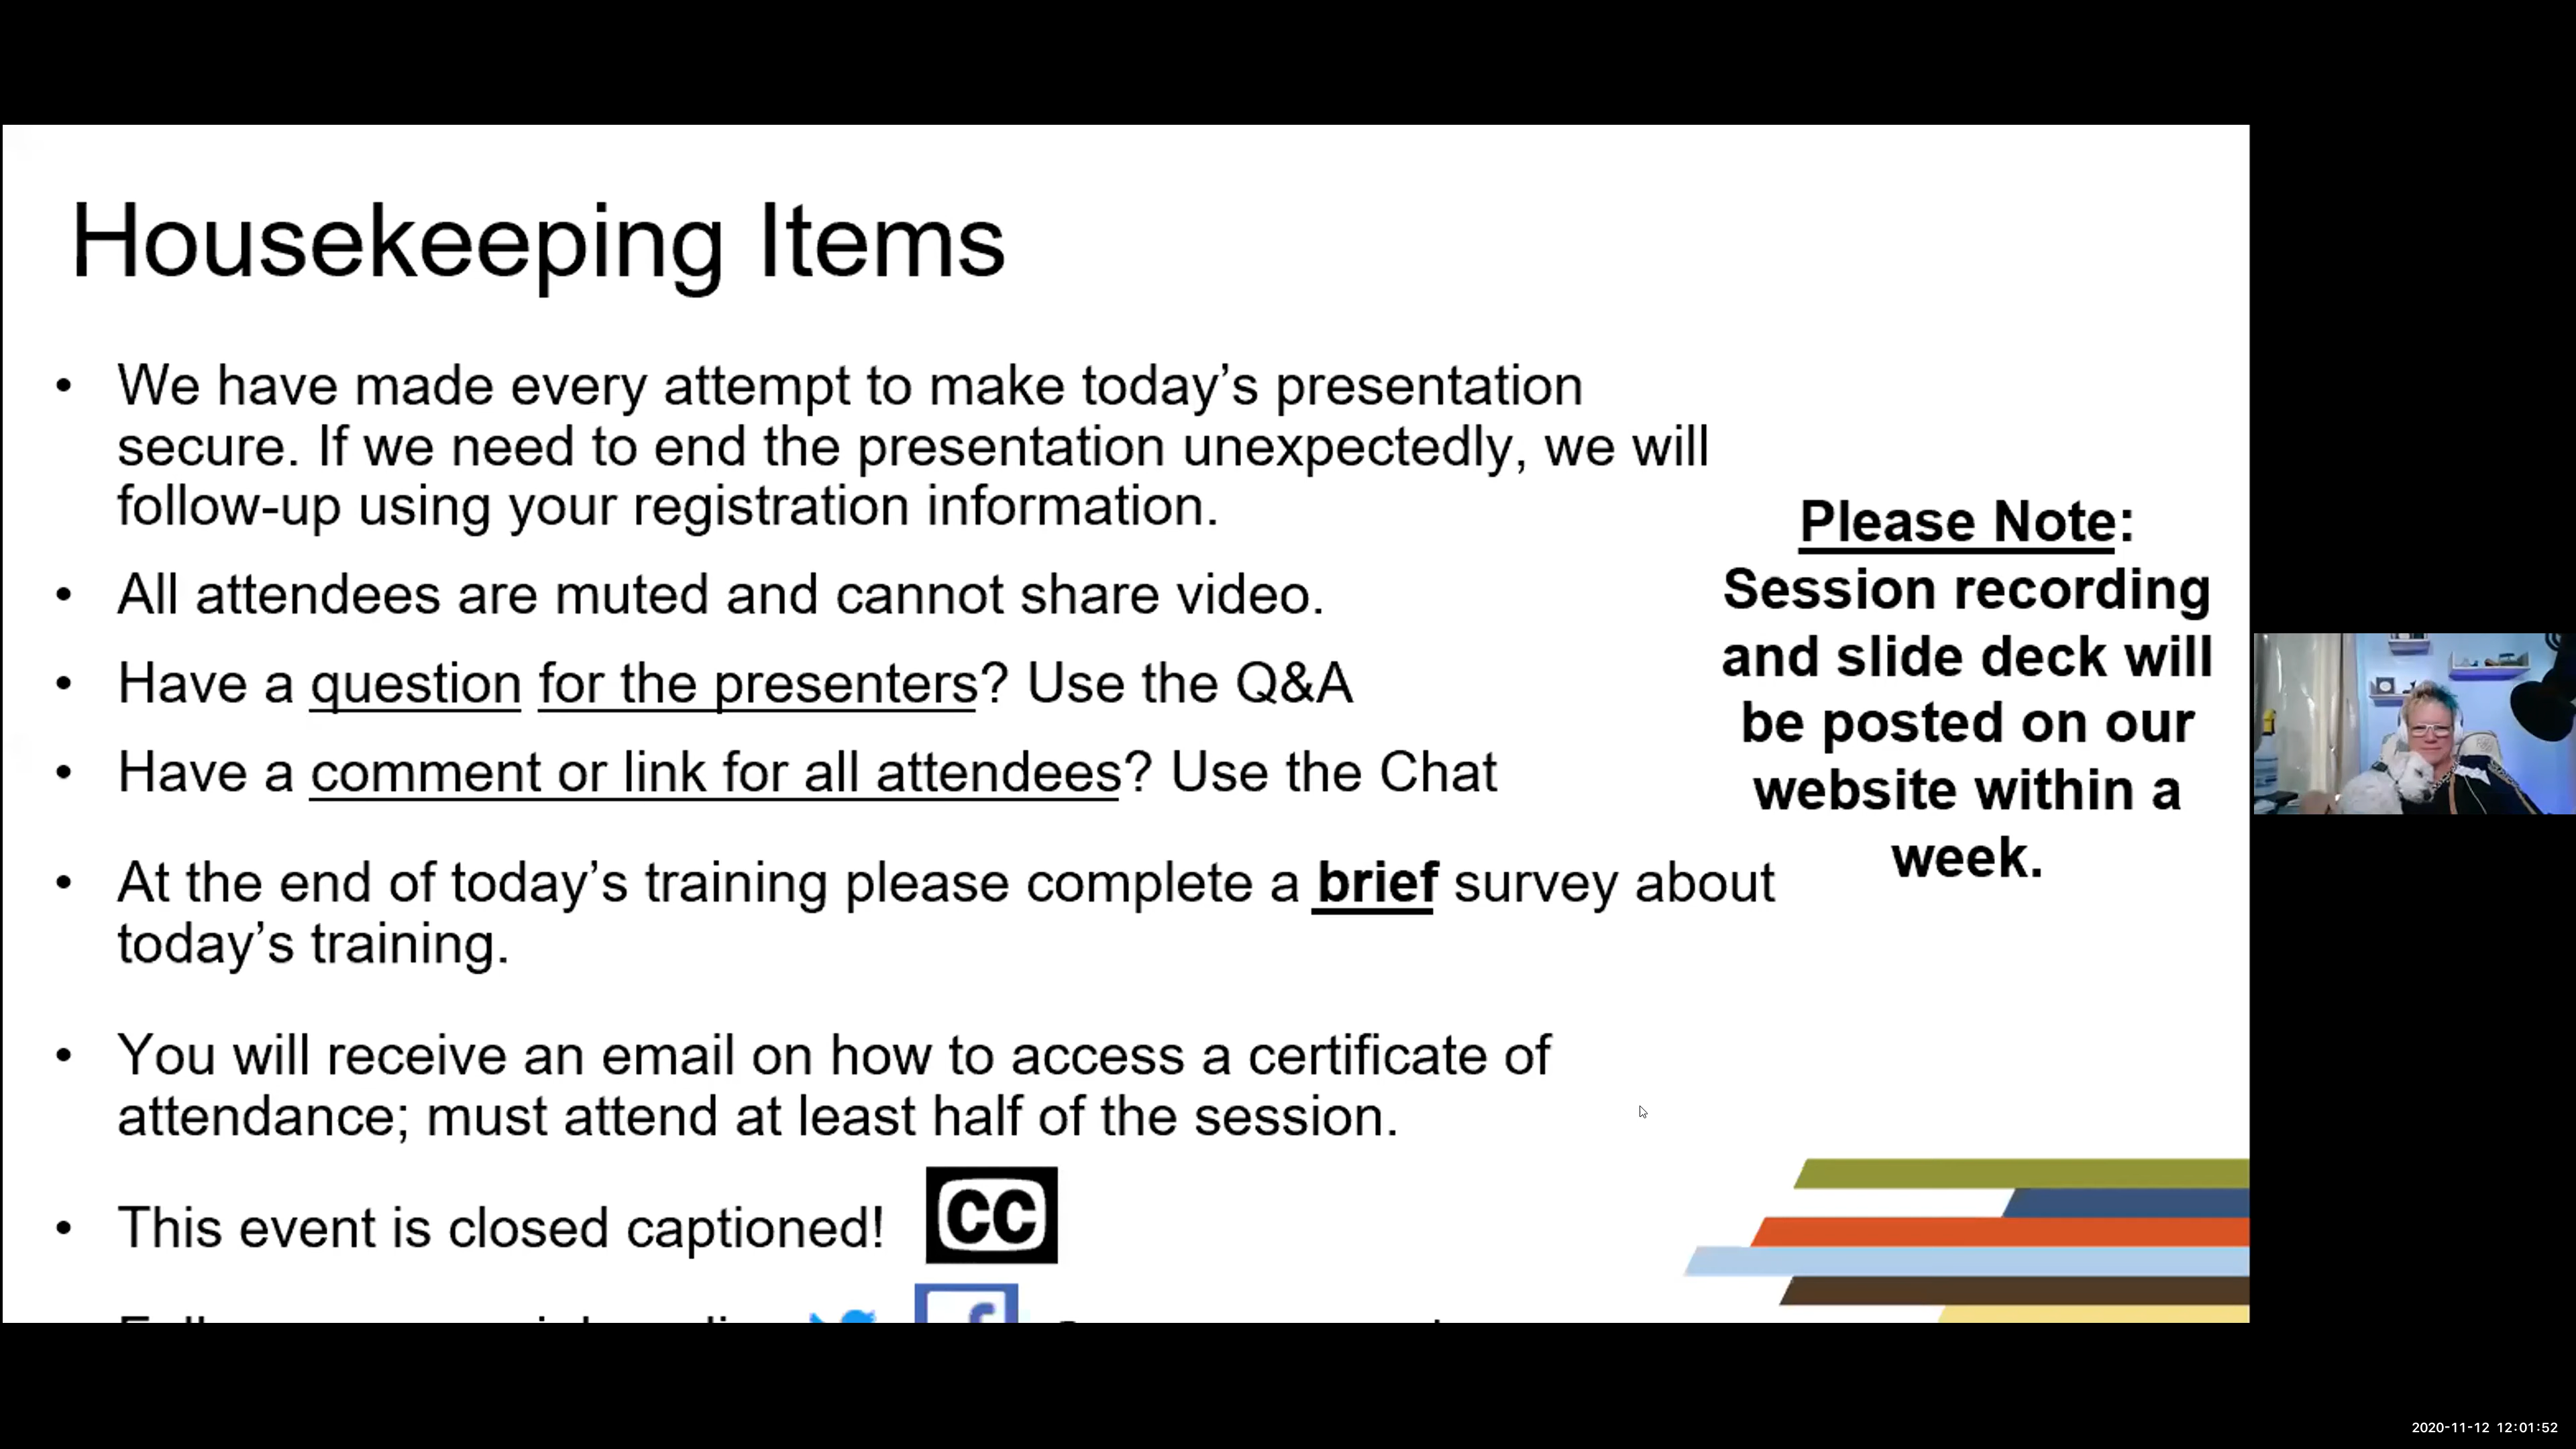 Housekeeping Items
We have made every attempt to make today’s presentation
secure. If we need to end the presentation unexpectedly, we will
follow-up using your registration information.
All attendees are muted and cannot share video.
Have a question for the presenters? Use the Q&A
Have a comment or link for all attendees? Use the Chat
At the end of today’s training please complete a brief survey about
today’s training.
You will receive an email on how to access a certificate of
attendance; must attend at least half of the session.
This event is closed captioned!
CC
Please Note:
Session recording
and slide deck will
be posted on our
website within a
week.
2020-11-12 12:01:52